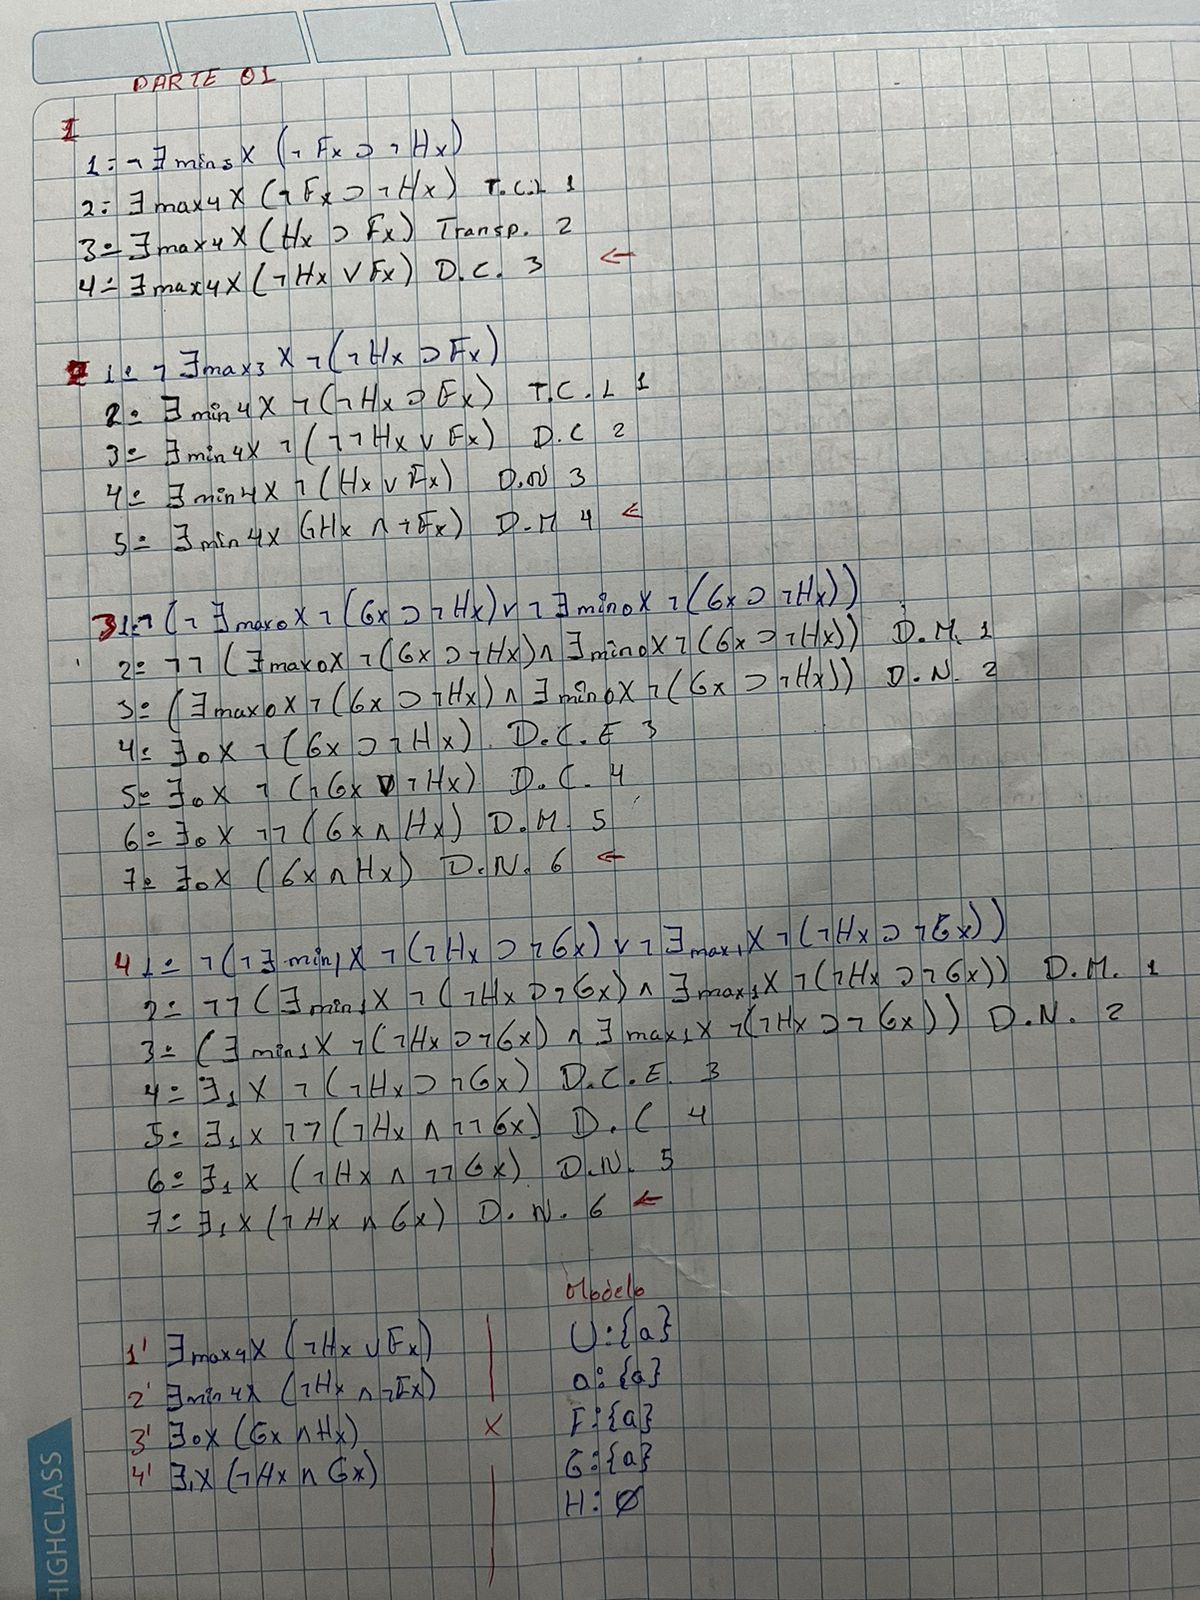 PARTE 01
1
1= ¬∃min5 X (¬Fx ⊃ ¬Hx)
2= ∃max4 X (¬Fx ⊃ ¬Hx) T.C.L 1
3= ∃max4 X (Hx ⊃ Fx) Transp. 2
4= ∃max4 X (¬Hx ∨ Fx) D.C. 3 ←
2 1= ¬∃max3 X ¬(¬Hx ⊃ Fx)
2= ∃min4 X ¬(¬Hx ⊃ Fx) T.C.L 1
3= ∃min4 X ¬(¬¬Hx ∨ Fx) D.C 2
4= ∃min4 X ¬(Hx ∨ Fx) D.N 3
5= ∃min4 X (¬Hx ∧ ¬Fx) D.M 4 ←
3 1= ¬(¬∃max0 X ¬(Gx ⊃ ¬Hx) ∨ ¬∃min0 X ¬(Gx ⊃ ¬Hx))
2= ¬¬(∃max0 X ¬(Gx ⊃ ¬Hx) ∧ ∃min0 X ¬(Gx ⊃ ¬Hx)) D.M. 1
3= (∃max0 X ¬(Gx ⊃ ¬Hx) ∧ ∃min0 X ¬(Gx ⊃ ¬Hx)) D.N. 2
4= ∃0 X ¬(Gx ⊃ ¬Hx) D.C.E 3
5= ∃0 X ¬(¬Gx ∨ ¬Hx) D.C. 4
6= ∃0 X ¬¬(Gx ∧ Hx) D.M. 5
7= ∃0 X (Gx ∧ Hx) D.N. 6 ←
4 1= ¬(¬∃min1 X ¬(¬Hx ⊃ ¬Gx) ∨ ¬∃max1 X ¬(¬Hx ⊃ ¬Gx))
2= ¬¬(∃min1 X ¬(¬Hx ⊃ ¬Gx) ∧ ∃max1 X ¬(¬Hx ⊃ ¬Gx)) D.M. 1
3= (∃min1 X ¬(¬Hx ⊃ ¬Gx) ∧ ∃max1 X ¬(¬Hx ⊃ ¬Gx)) D.N. 2
4= ∃1 X ¬(¬Hx ⊃ ¬Gx) D.C.E. 3
5= ∃1 X ¬¬(¬Hx ∧ ¬¬Gx) D.C 4
6= ∃1 X (¬Hx ∧ ¬¬Gx) D.N. 5
7= ∃1 X (¬Hx ∧ Gx) D.N. 6 ←
Modelo
1' ∃max4 X (¬Hx ∨ Fx) U:{a}
2' ∃min4 X (¬Hx ∧ ¬Fx) a:{a}
3' ∃0 X (Gx ∧ Hx) X F:{a}
4' ∃1 X (¬Hx ∧ Gx) G:{a}
H: ∅
HIGHCLASS